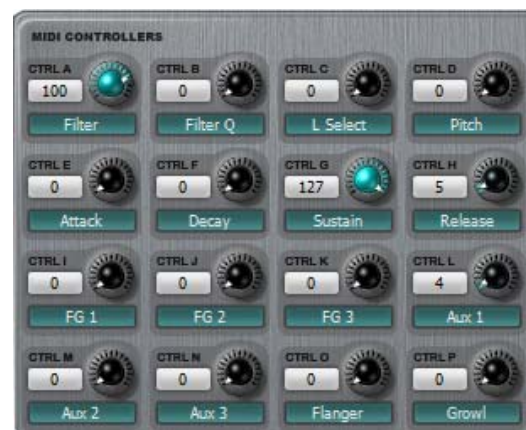 MIDI CONTROLLERS
CTRL A CTRL B CTRL C CTRL D
100 0 0 0
Filter Filter Q L Select Pitch
CTRL E CTRL F CTRL G CTRL H
0 0 127 5
Attack Decay Sustain Release
CTRL I CTRL J CTRL K CTRL L
0 0 0 4
FG 1 FG 2 FG 3 Aux 1
CTRL M CTRL N CTRL O CTRL P
0 0 0 0
Aux 2 Aux 3 Flanger Growl